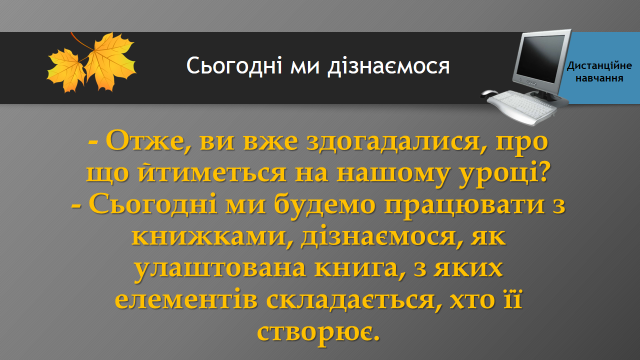 Сьогодні ми дізнаємося
Дистанційне
навчання
- Отже, ви вже здогадалися, про
що йтиметься на нашому уроці?
- Сьогодні ми будемо працювати з
книжками, дізнаємося, як
улаштована книга, з яких
елементів складається, хто її
створює.